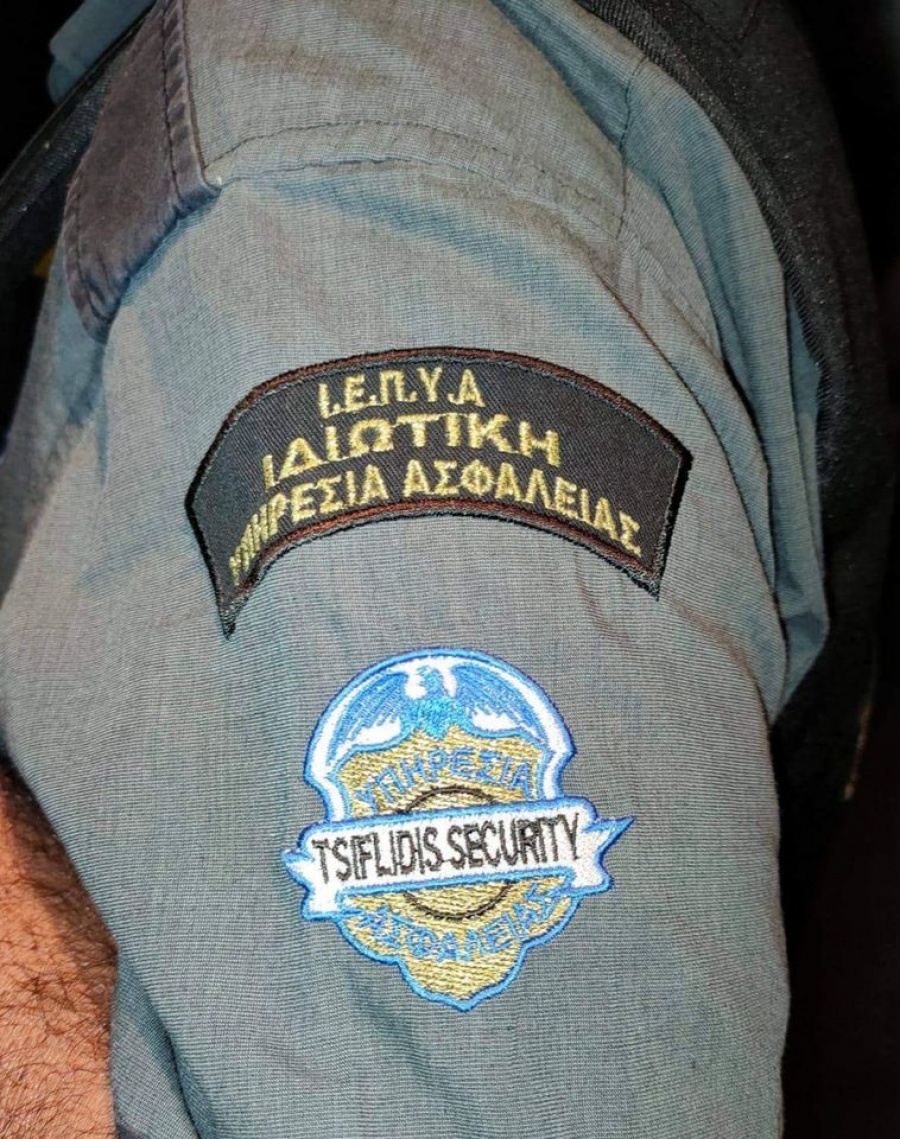 Ι.Ε.Π.Υ.Α
ΙΔΙΩΤΙΚΗ
ΥΠΗΡΕΣΙΑ ΑΣΦΑΛΕΙΑΣ
ΥΠΗΡΕΣΙΑ
TSIFLIDIS SECURITY
ΑΣΦΑΛΕΙΑΣ